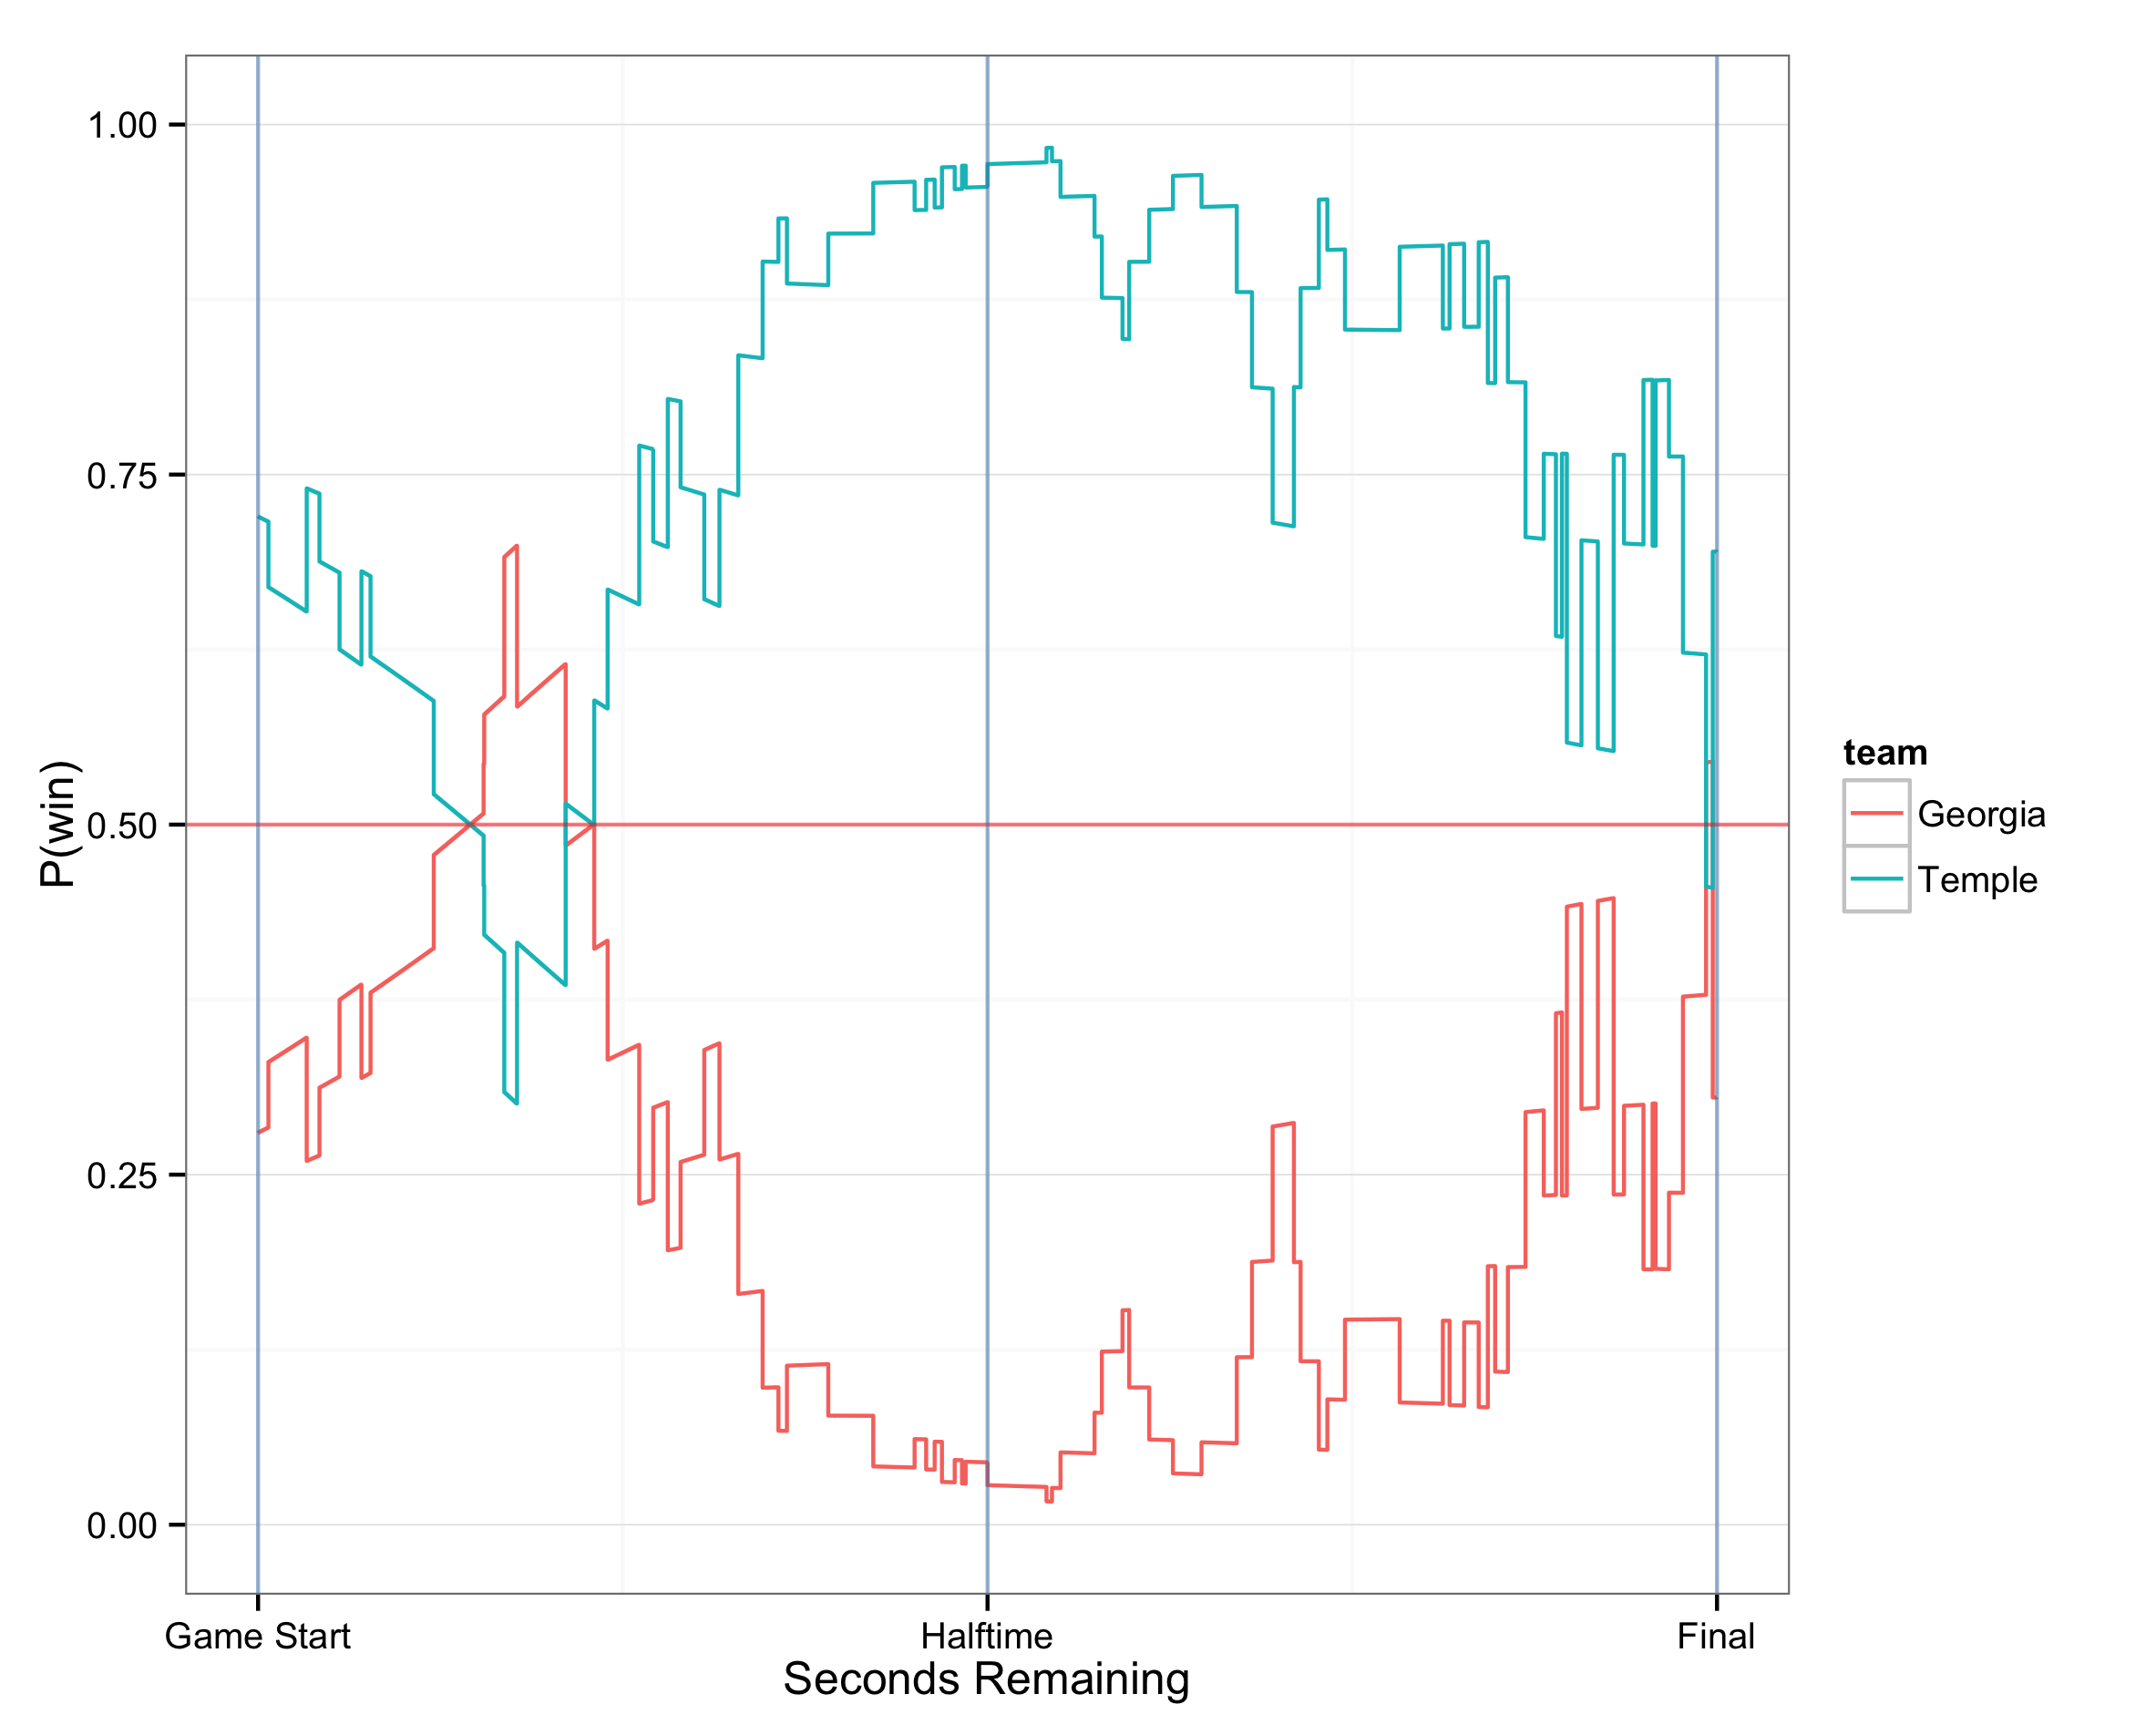 1.00
0.75
0.50
0.25
0.00
P(win)
Game Start
Halftime
Final
Seconds Remaining
team
Georgia
Temple